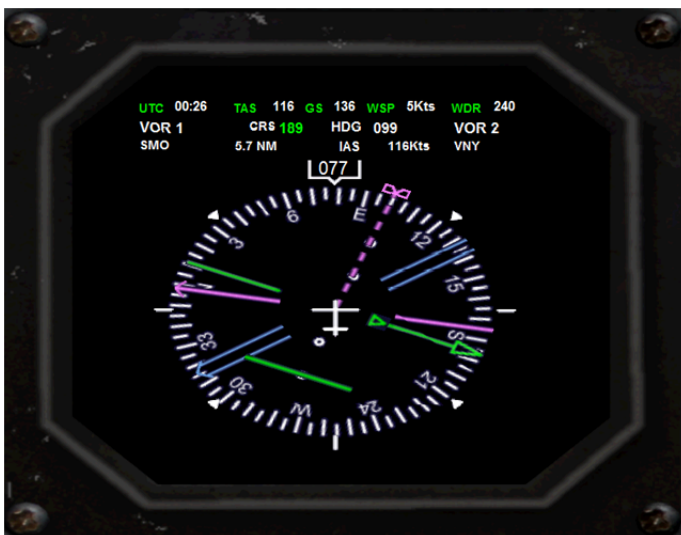 UTC 00:26 TAS 116 GS 136 WSP 5Kts WDR 240
VOR 1 CRS 189 HDG 099 VOR 2
SMO 5.7 NM IAS 116Kts VNY
077
3
6
E
12
15
S
21
24
W
30
33